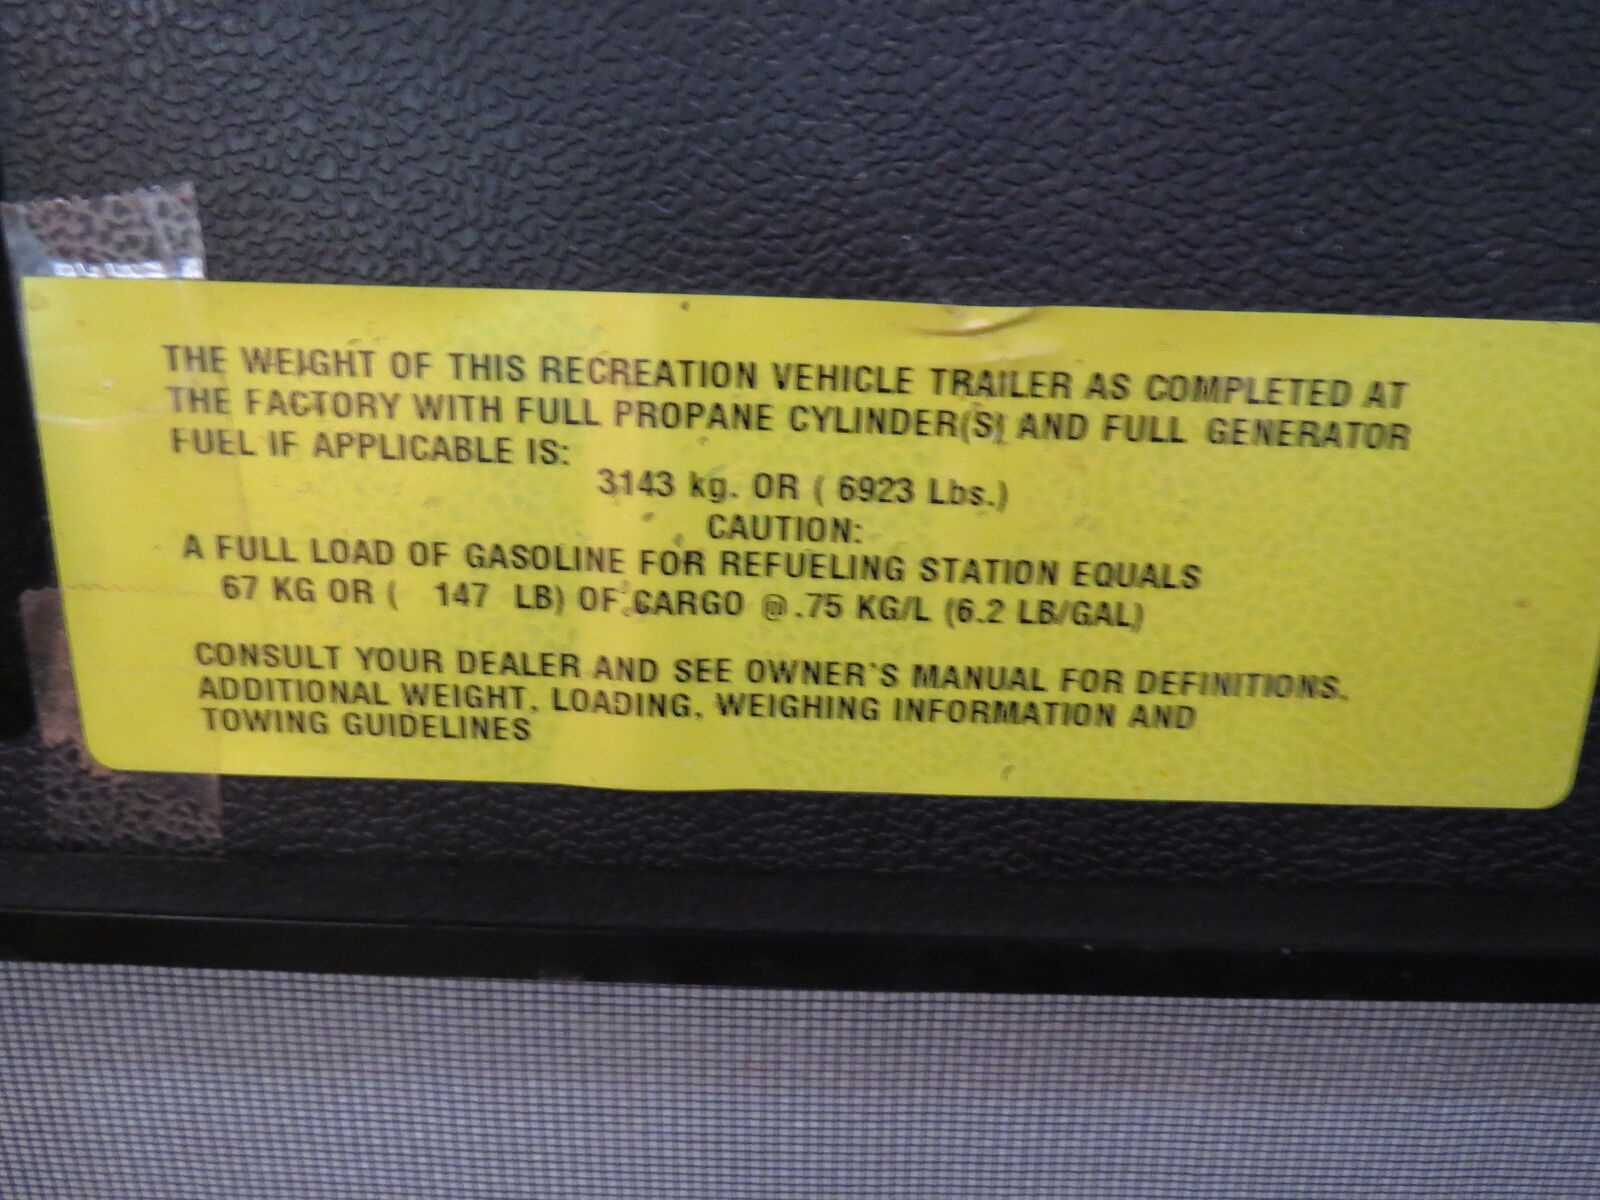 THE WEIGHT OF THIS RECREATION VEHICLE TRAILER AS COMPLETED AT
THE FACTORY WITH FULL PROPANE CYLINDER(S) AND FULL GENERATOR
FUEL IF APPLICABLE IS:
3143 kg. OR ( 6923 Lbs.)
CAUTION:
A FULL LOAD OF GASOLINE FOR REFUELING STATION EQUALS
67 KG OR ( 147 LB) OF CARGO @ .75 KG/L (6.2 LB/GAL)
CONSULT YOUR DEALER AND SEE OWNER'S MANUAL FOR DEFINITIONS.
ADDITIONAL WEIGHT, LOADING, WEIGHING INFORMATION AND
TOWING GUIDELINES